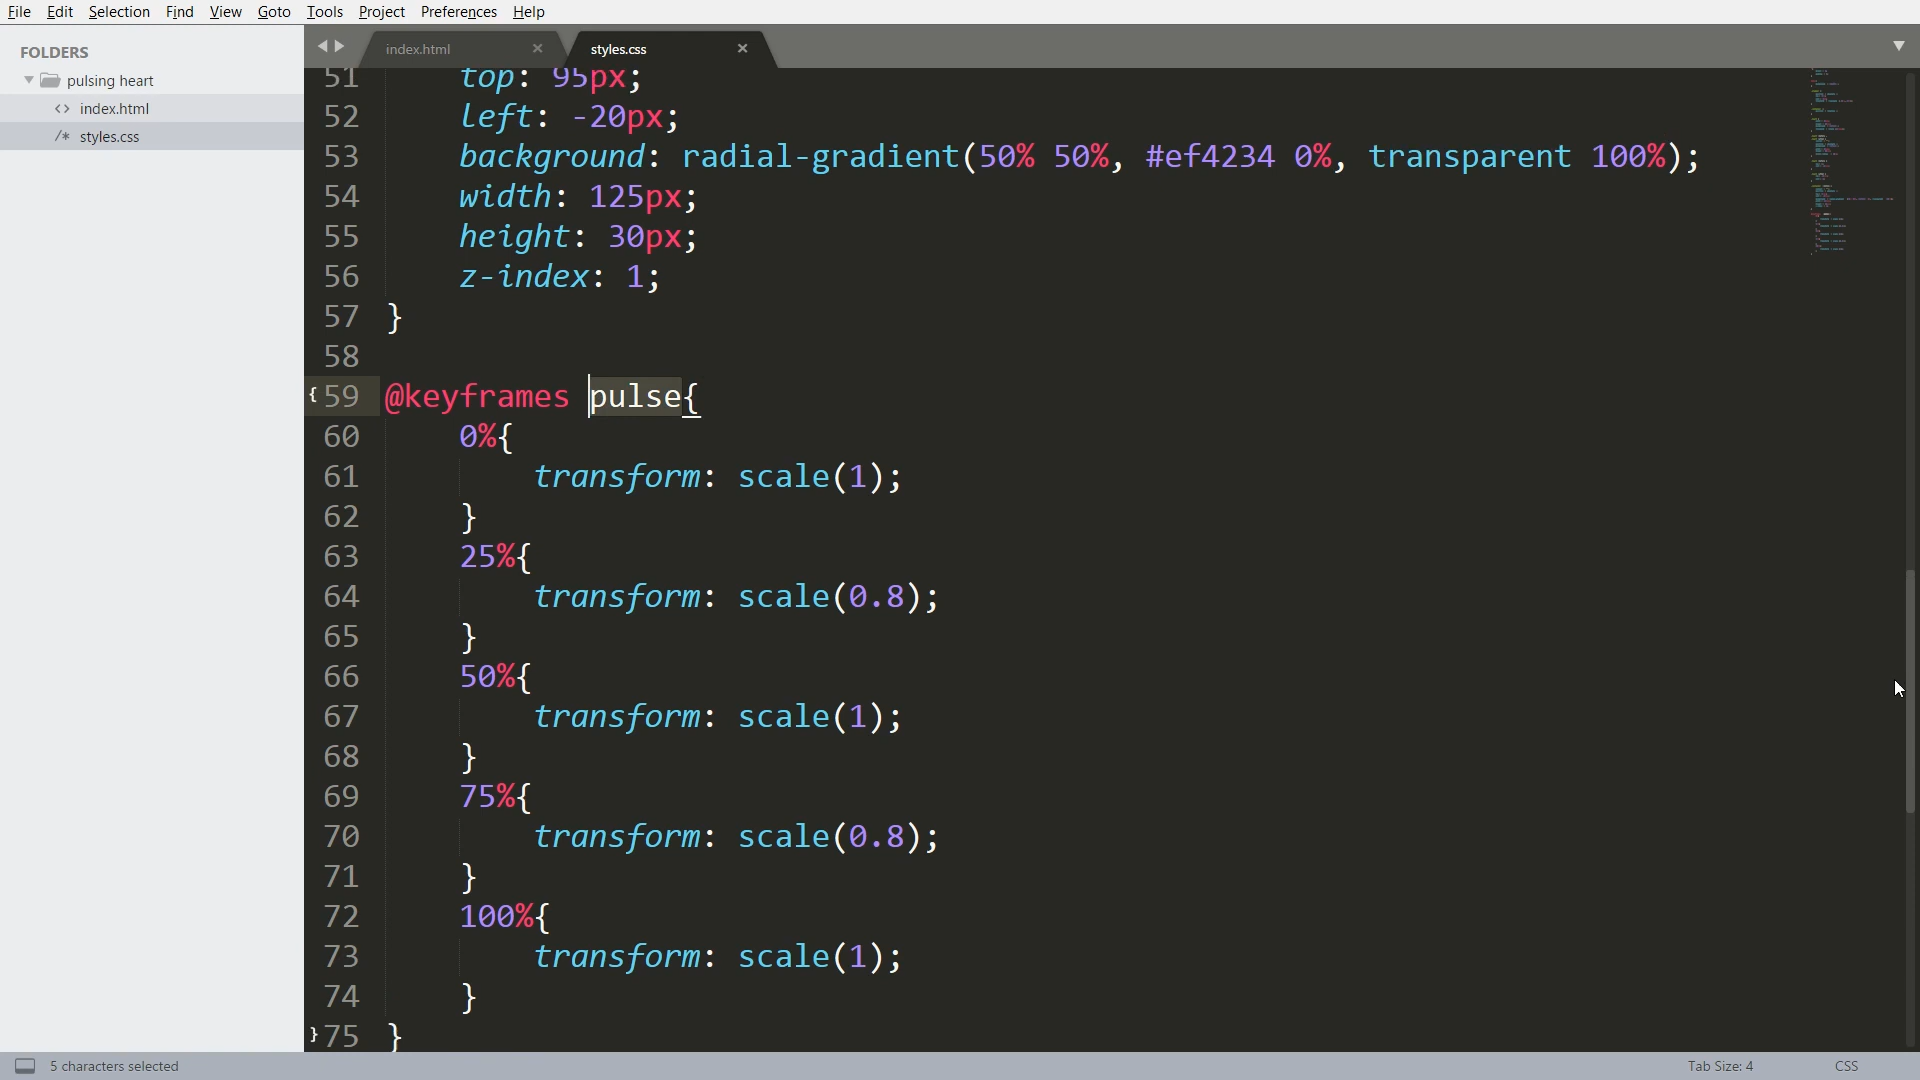 File Edit Selection Find View Goto Tools Project Preferences Help
FOLDERS
pulsing heart
<> index.html
/* styles.css
index.html × styles.css ×
51 top: 95px;
52 left: -20px;
53 background: radial-gradient(50% 50%, #ef4234 0%, transparent 100%);
54 width: 125px;
55 height: 30px;
56 z-index: 1;
57 }
58
59 @keyframes pulse{
60 0%{
61 transform: scale(1);
62 }
63 25%{
64 transform: scale(0.8);
65 }
66 50%{
67 transform: scale(1);
68 }
69 75%{
70 transform: scale(0.8);
71 }
72 100%{
73 transform: scale(1);
74 }
75 }
5 characters selected Tab Size: 4 CSS